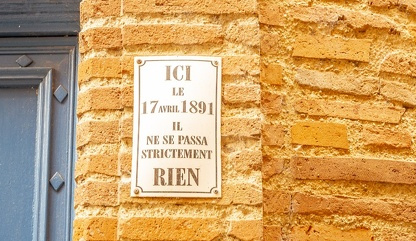 ICI
LE
17 AVRIL 1891
IL
NE SE PASSA
STRICTEMENT
RIEN